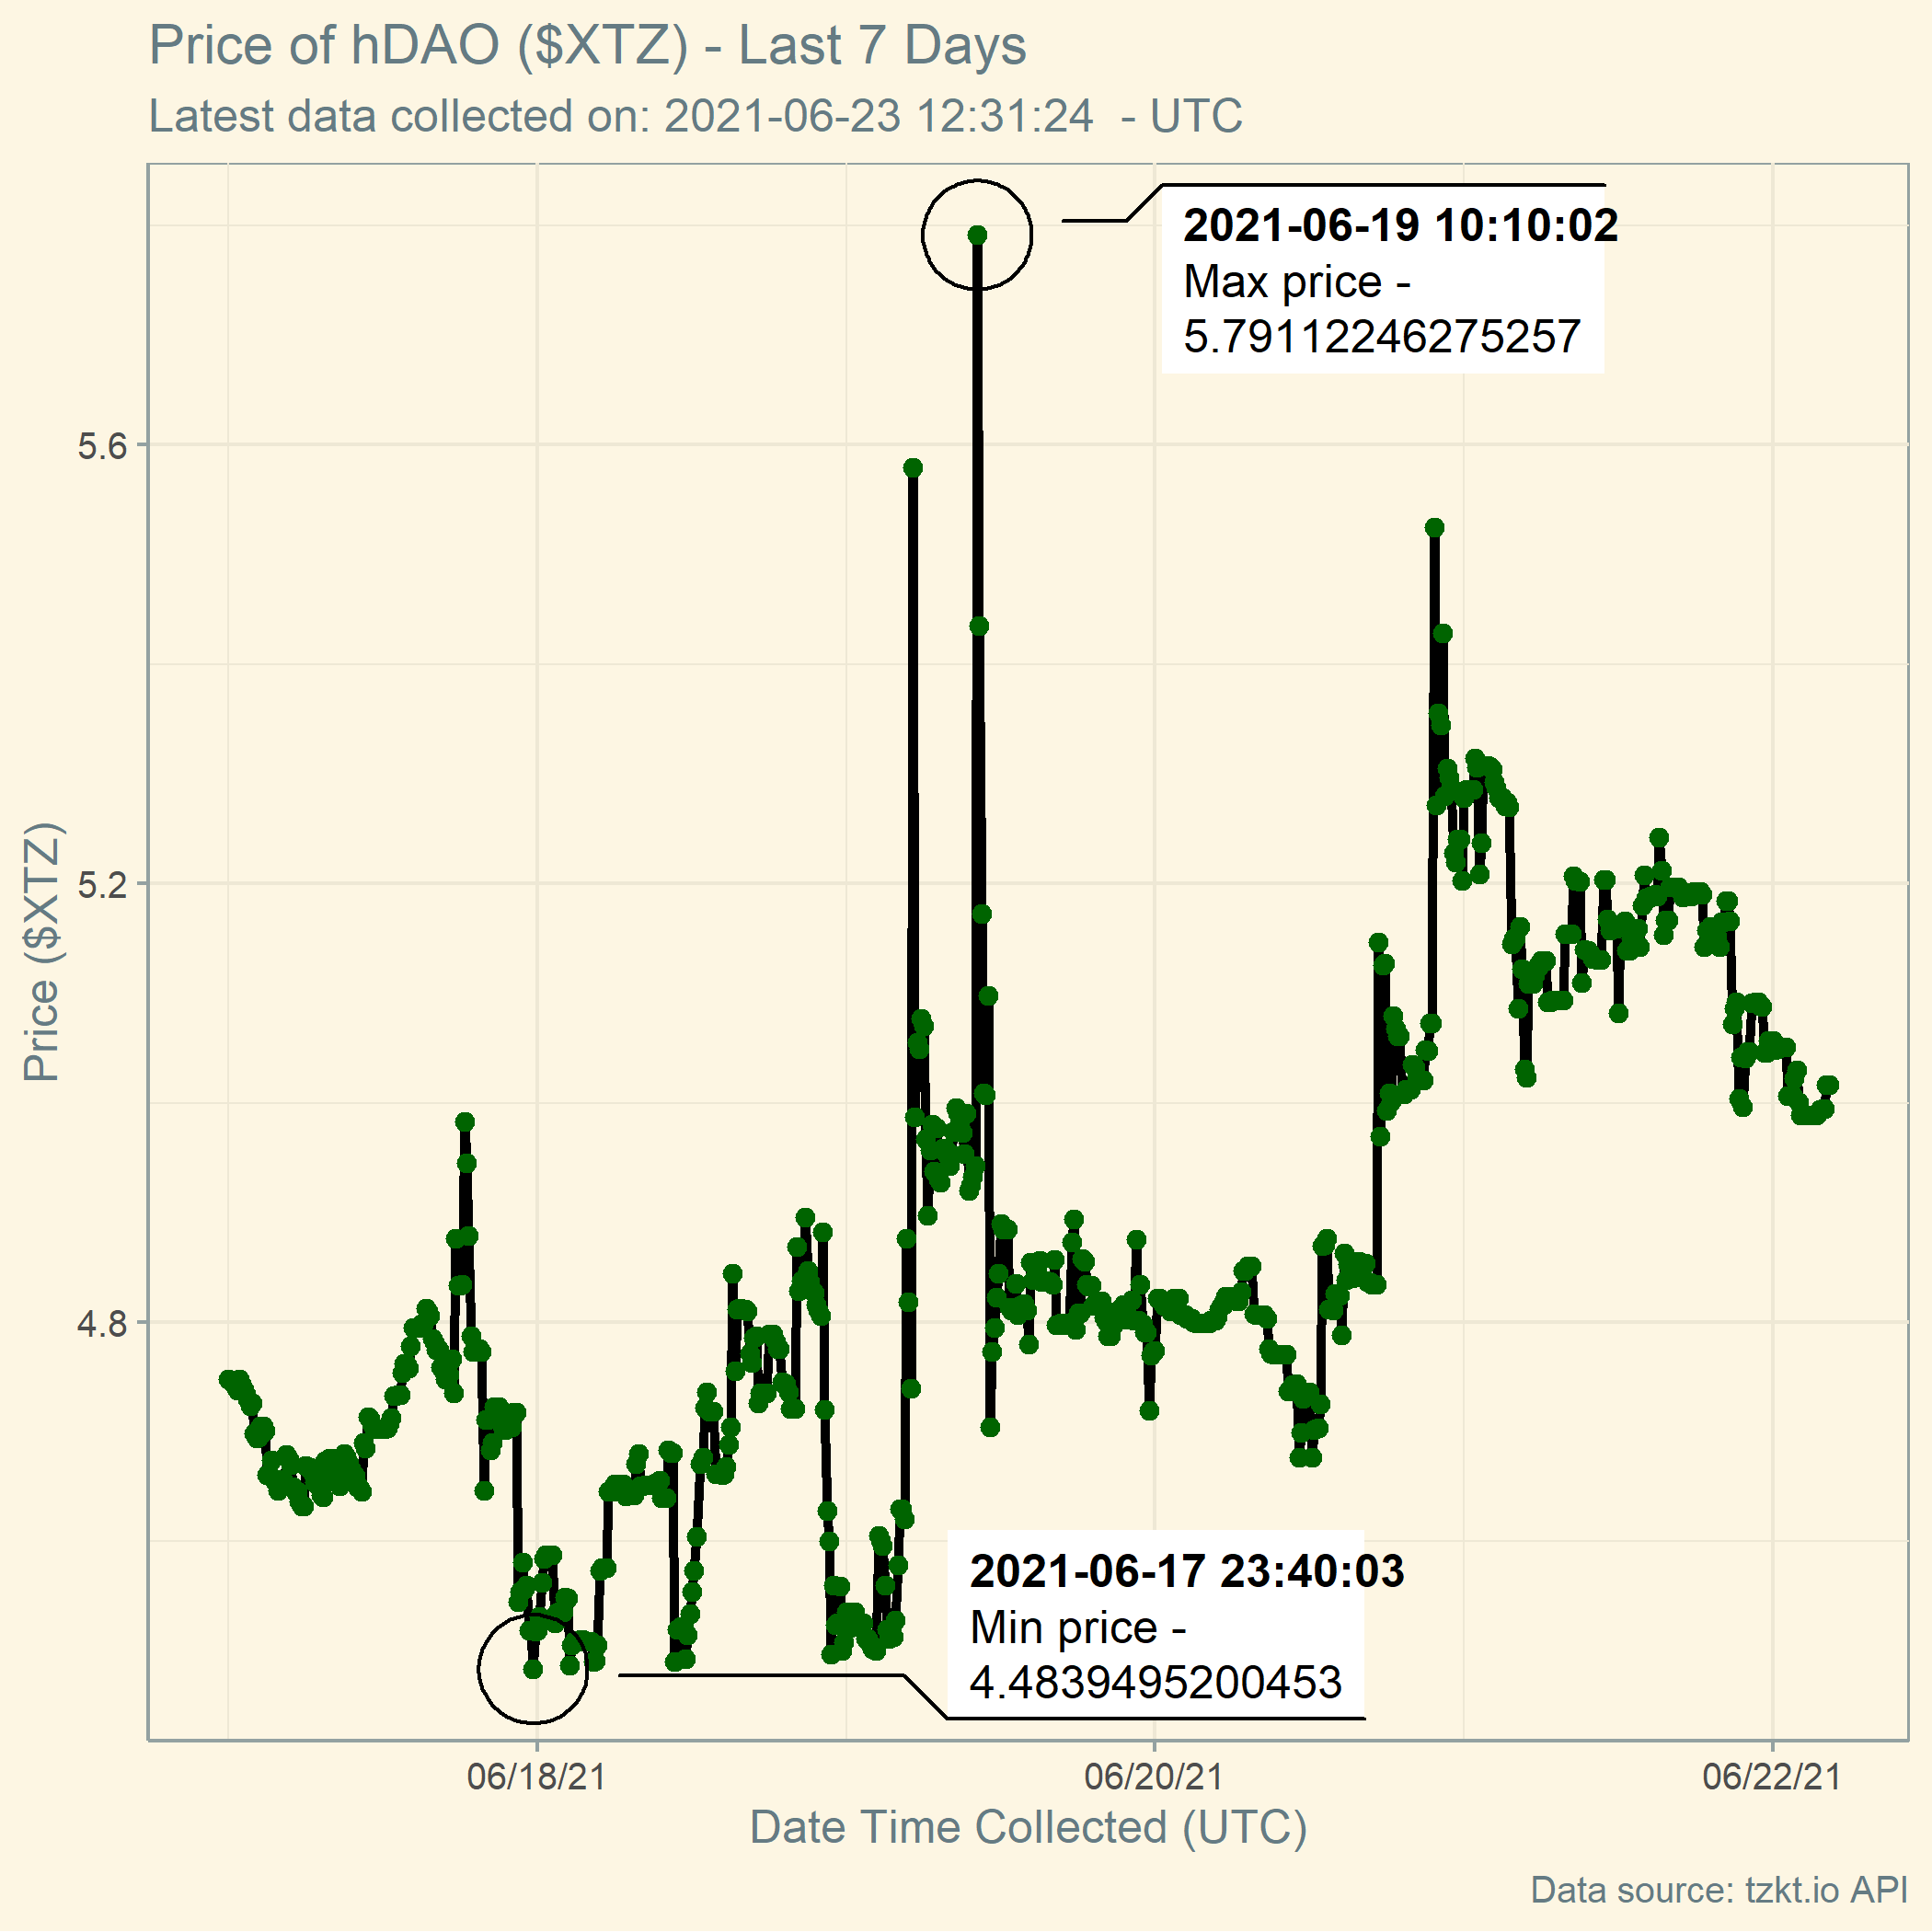 Price of hDAO ($XTZ) - Last 7 Days
Latest data collected on: 2021-06-23 12:31:24  - UTC
2021-06-19 10:10:02
Max price -
5.79112246275257
5.6
5.2
4.8
Price ($XTZ)
2021-06-17 23:40:03
Min price -
4.4839495200453
06/18/21
06/20/21
06/22/21
Date Time Collected (UTC)
Data source: tzkt.io API